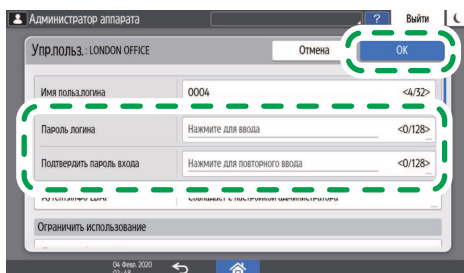 Администратор аппарата ? Выйти
Упр.польз. : LONDON OFFICE Отмена OK
Имя польз.логина 0004 <4/32>
Пароль логина Нажмите для ввода <0/128>
Подтвердить пароль входа Нажмите для повторного ввода <0/128>
Совпадает с настройкой администратора
Ограничить использование
04 Февр. 2020